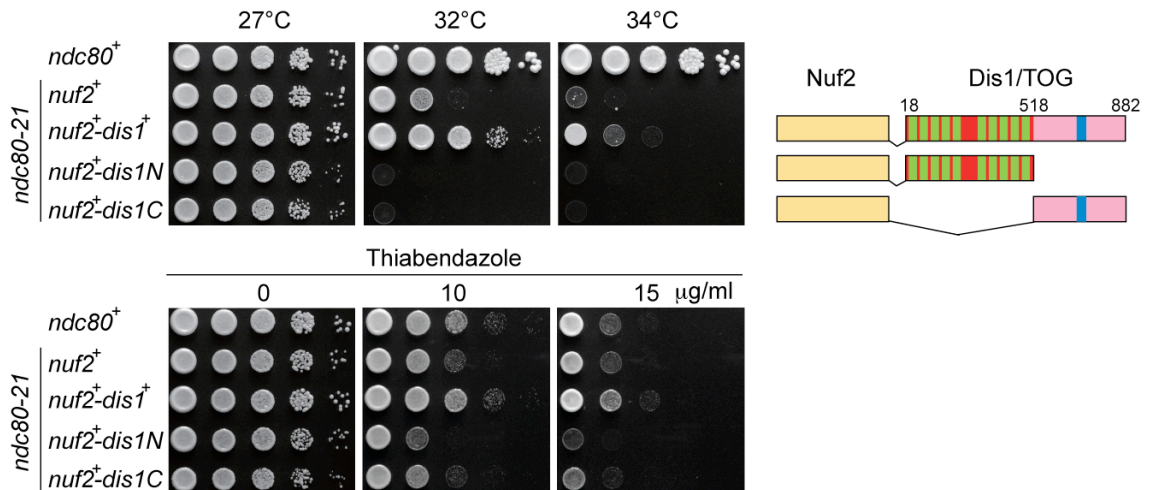 27°C 32°C 34°C
ndc80+
ndc80-21
nuf2+
nuf2+-dis1+
nuf2+-dis1N
nuf2+-dis1C
Nuf2 Dis1/TOG
18 518 882
Thiabendazole
0 10 15 μg/ml
ndc80+
ndc80-21
nuf2+
nuf2+-dis1+
nuf2+-dis1N
nuf2+-dis1C